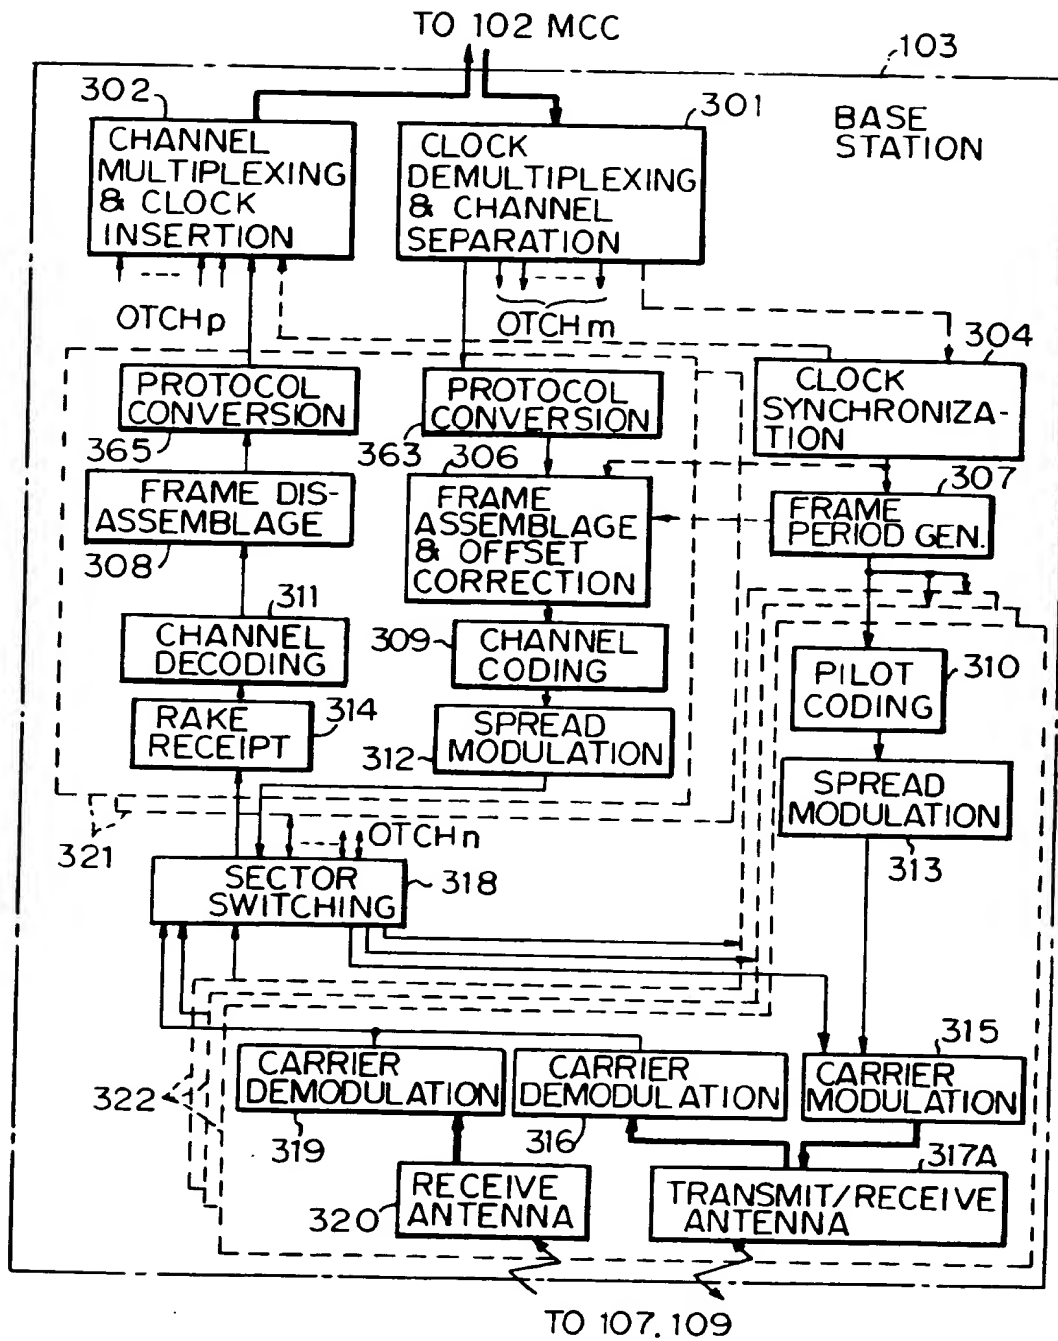 TO 102 MCC
103
302
301
CHANNEL
MULTIPLEXING
& CLOCK
INSERTION
CLOCK
DEMULTIPLEXING
& CHANNEL
SEPARATION
BASE
STATION
OTCHp
OTCHm
304
PROTOCOL
CONVERSION
365
PROTOCOL
CONVERSION
363
CLOCK
SYNCHRONIZA-
TION
306
307
FRAME DIS-
ASSEMBLAGE
308
FRAME
ASSEMBLAGE
& OFFSET
CORRECTION
FRAME
PERIOD GEN.
311
CHANNEL
DECODING
309
CHANNEL
CODING
PILOT
CODING
310
RAKE
RECEIPT
314
312
SPREAD
MODULATION
SPREAD
MODULATION
313
321
OTCHn
SECTOR
SWITCHING
318
315
CARRIER
DEMODULATION
319
CARRIER
DEMODULATION
316
CARRIER
MODULATION
322
317A
320
RECEIVE
ANTENNA
TRANSMIT/RECEIVE
ANTENNA
TO 107, 109